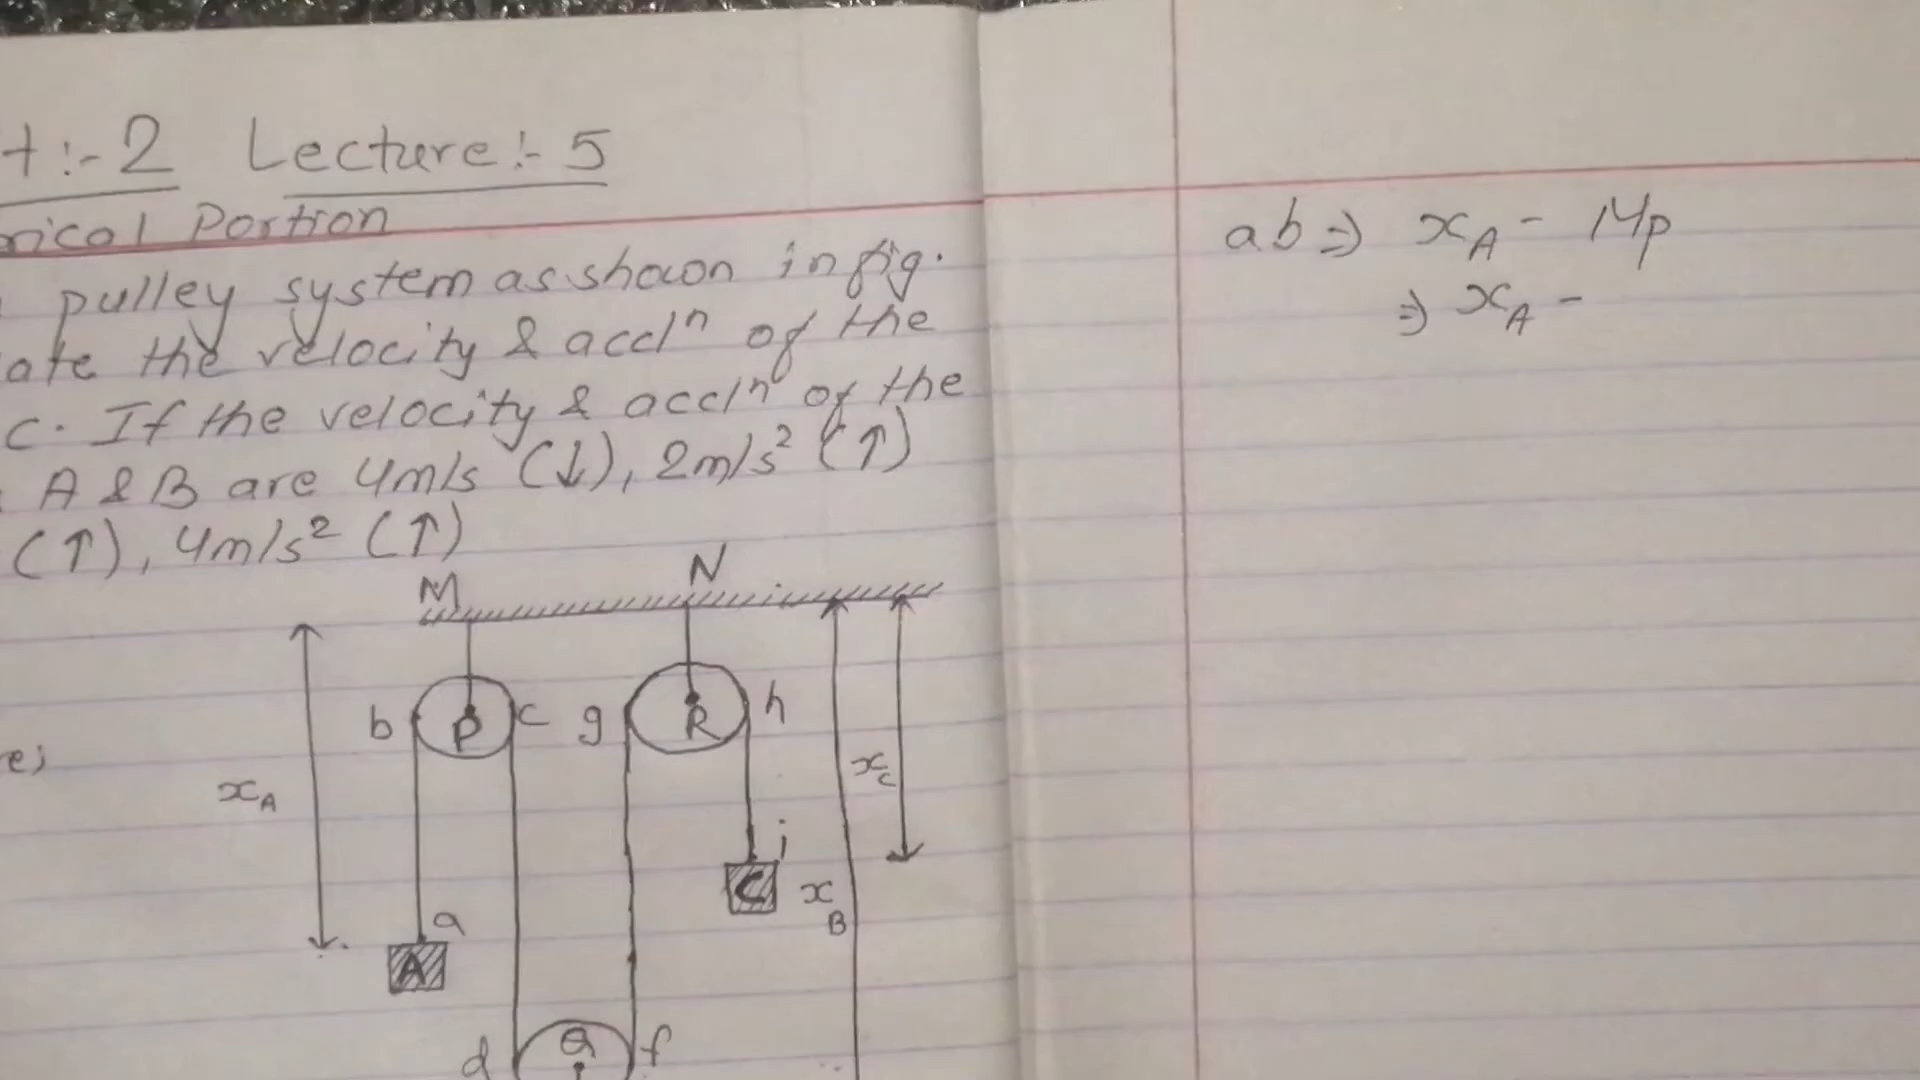 t :- 2 Lecture :- 5
rical Portion
pulley system as shown in fig.
ate the velocity & accln of the
C. If the velocity & accln of the
A & B are 4m/s (↓), 2m/s² (↑)
(↑), 4m/s² (↑)
M N
b P c g R h
e;
xA
xc
i
C
xB
a
A
d Q f
ab ⇒ xA - Mp
⇒ xA -